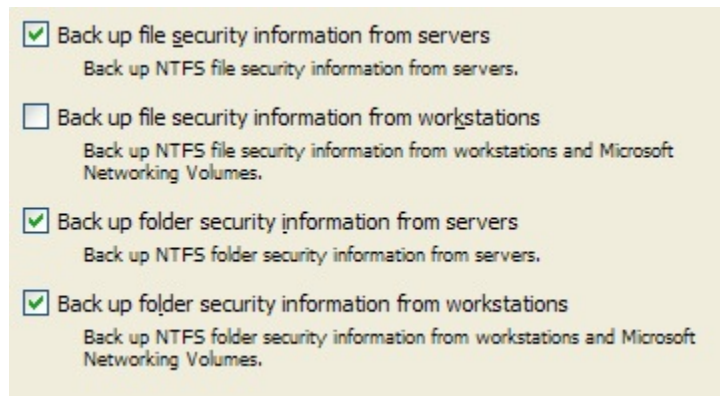 Back up file security information from servers
Back up NTFS file security information from servers.
Back up file security information from workstations
Back up NTFS file security information from workstations and Microsoft
Networking Volumes.
Back up folder security information from servers
Back up NTFS folder security information from servers.
Back up folder security information from workstations
Back up NTFS folder security information from workstations and Microsoft
Networking Volumes.